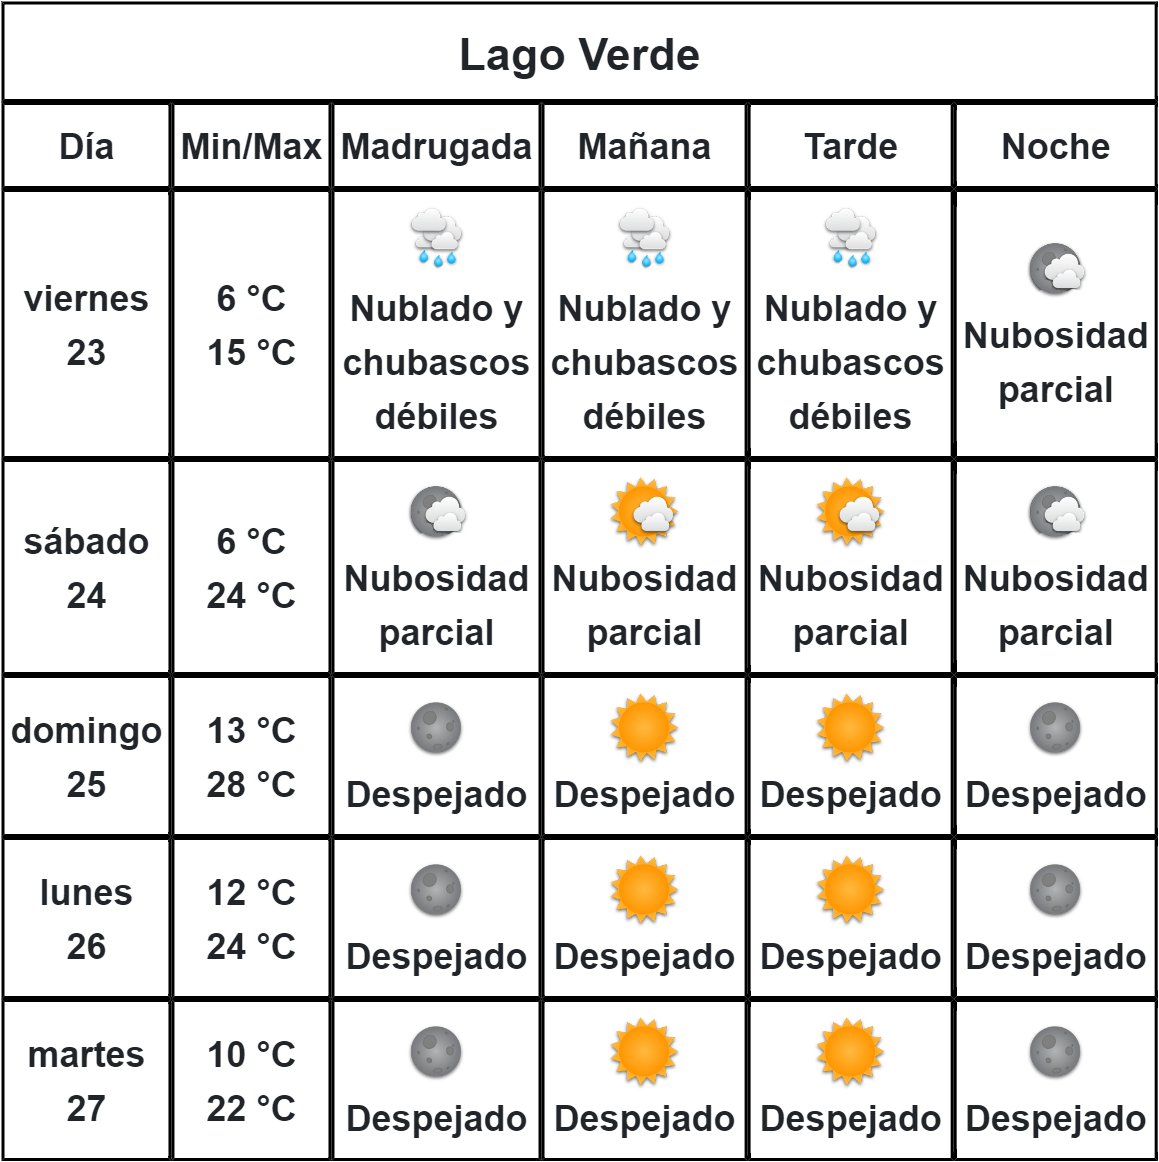 Lago Verde
Día Min/Max Madrugada Mañana Tarde Noche
viernes
23
6 °C
15 °C
Nublado y
chubascos
débiles
Nublado y
chubascos
débiles
Nublado y
chubascos
débiles
Nubosidad
parcial
sábado
24
6 °C
24 °C
Nubosidad
parcial
Nubosidad
parcial
Nubosidad
parcial
Nubosidad
parcial
domingo
25
13 °C
28 °C
Despejado
Despejado
Despejado
Despejado
lunes
26
12 °C
24 °C
Despejado
Despejado
Despejado
Despejado
martes
27
10 °C
22 °C
Despejado
Despejado
Despejado
Despejado